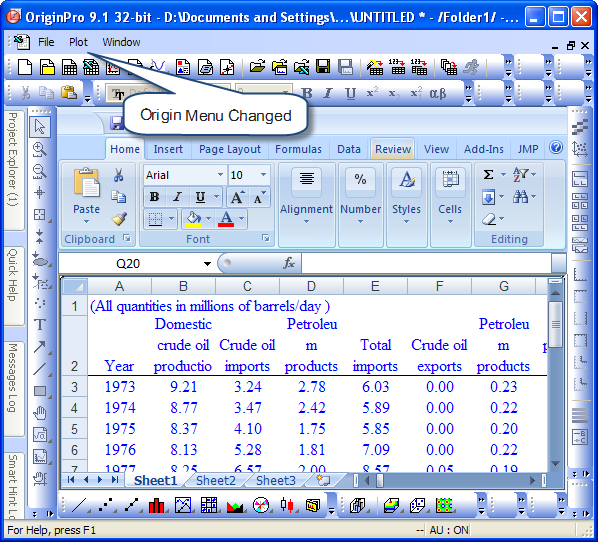 OriginPro 9.1 32-bit - D:\Documents and Settings\...\UNTITLED * - /Folder1/ -
File Plot Window
Origin Menu Changed
Project Explorer (1)
Quick Help
Messages Log
Smart Hint L
Home Insert Page Layout Formulas Data Review View Add-Ins JMP
Paste
Arial 10
B I U A A
Alignment
Number
Styles
Cells
Clipboard
Font
Editing
Q20
fx
A B C D E F G
1 (All quantities in millions of barrels/day )
Domestic Petroleu Petroleu
crude oil Crude oil m Total Crude oil m
2 Year productio imports products imports exports products
3 1973 9.21 3.24 2.78 6.03 0.00 0.23
4 1974 8.77 3.47 2.42 5.89 0.00 0.22
5 1975 8.37 4.10 1.75 5.85 0.00 0.20
6 1976 8.13 5.28 1.81 7.09 0.00 0.22
7 1977 8.25 6.57 2.00 8.57 0.05 0.19
Sheet1 Sheet2 Sheet3
For Help, press F1
-- AU : ON